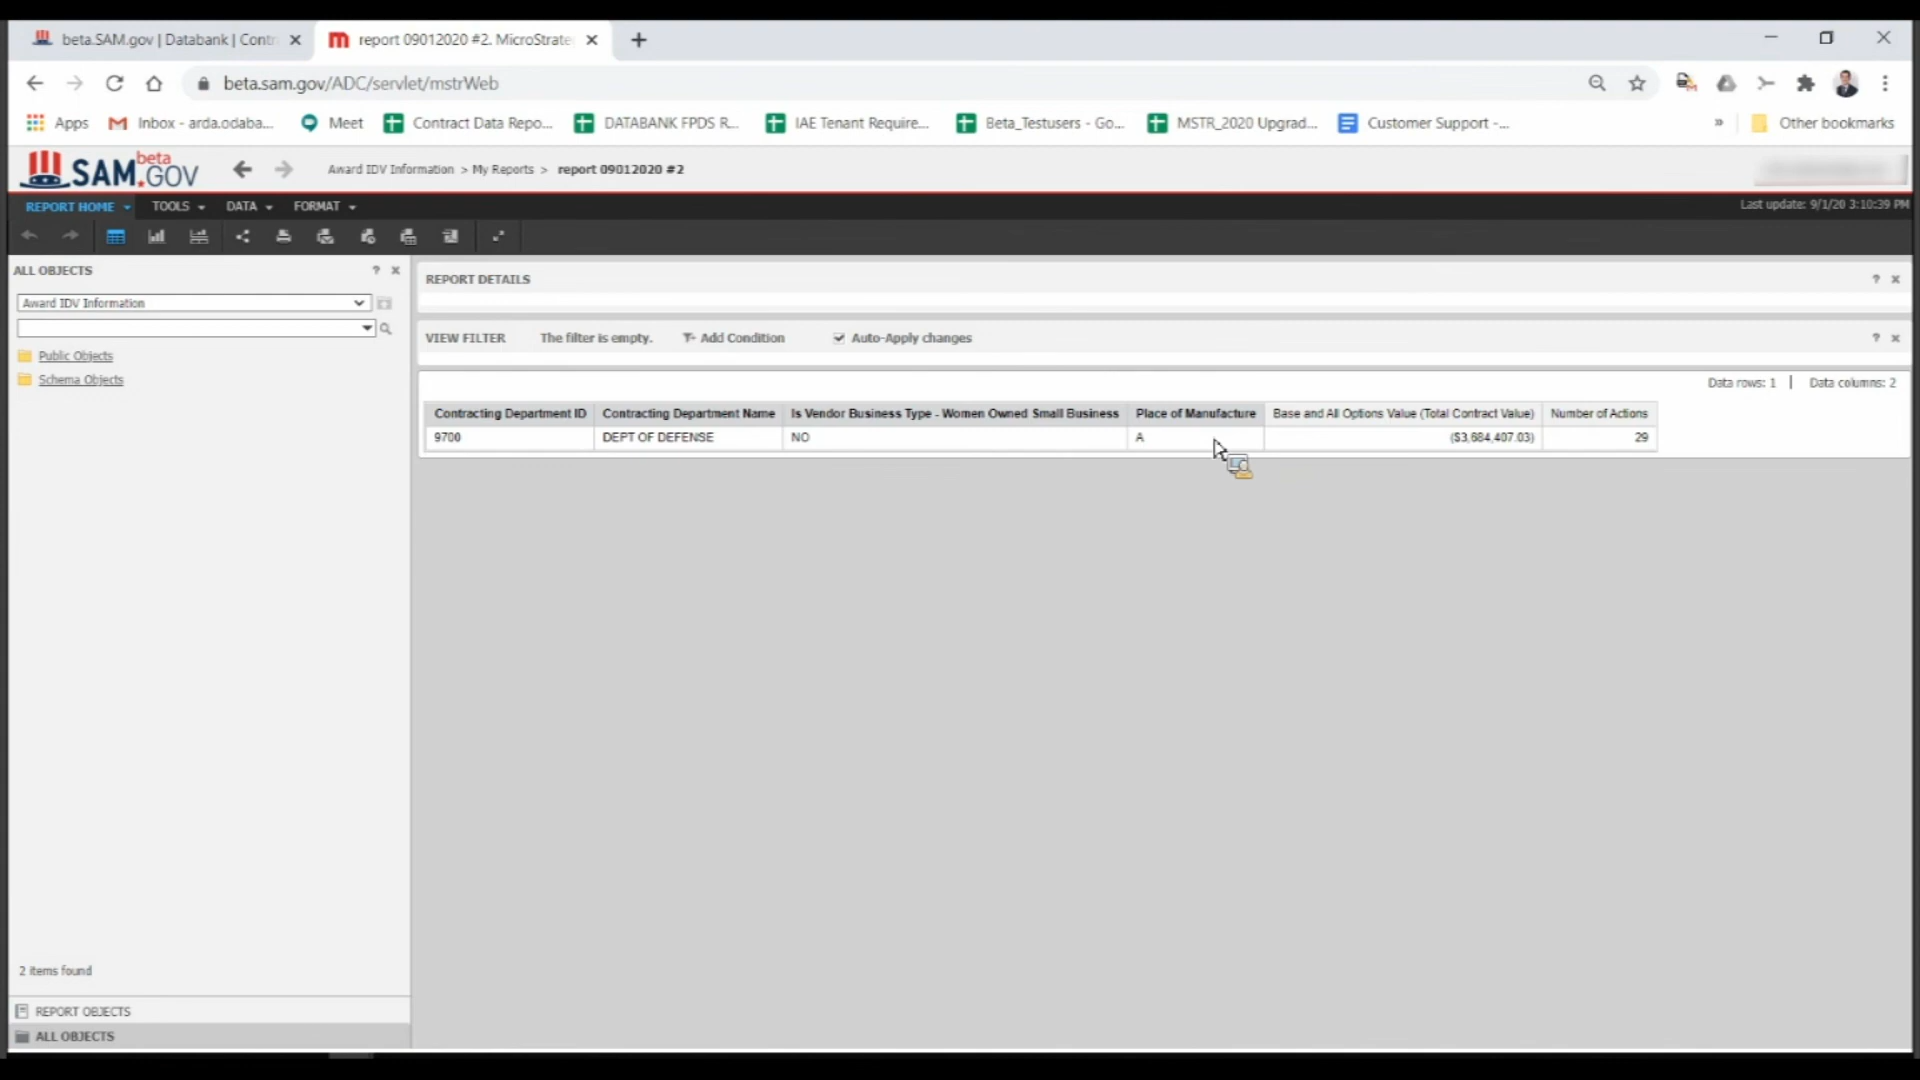 beta.SAM.gov | Databank | Contr
report 09012020 #2. MicroStrate
beta.sam.gov/ADC/servlet/mstrWeb
Apps
Inbox - arda.odaba...
Meet
Contract Data Repo...
DATABANK FPDS R...
IAE Tenant Require...
Beta_Testusers - Go...
MSTR_2020 Upgrad...
Customer Support -...
»
Other bookmarks
beta
SAM.GOV
Award IDV Information > My Reports > report 09012020 #2
REPORT HOME TOOLS DATA FORMAT
Last update: 9/1/20 3:10:39 PM
ALL OBJECTS ?
Award IDV Information
Public Objects
Schema Objects
2 items found
REPORT OBJECTS
ALL OBJECTS
REPORT DETAILS ?
VIEW FILTER The filter is empty. Add Condition Auto-Apply changes ?
Data rows: 1 | Data columns: 2
Contracting Department ID Contracting Department Name Is Vendor Business Type - Women Owned Small Business Place of Manufacture Base and All Options Value (Total Contract Value) Number of Actions
9700 DEPT OF DEFENSE NO A ($3,684,407.03) 29